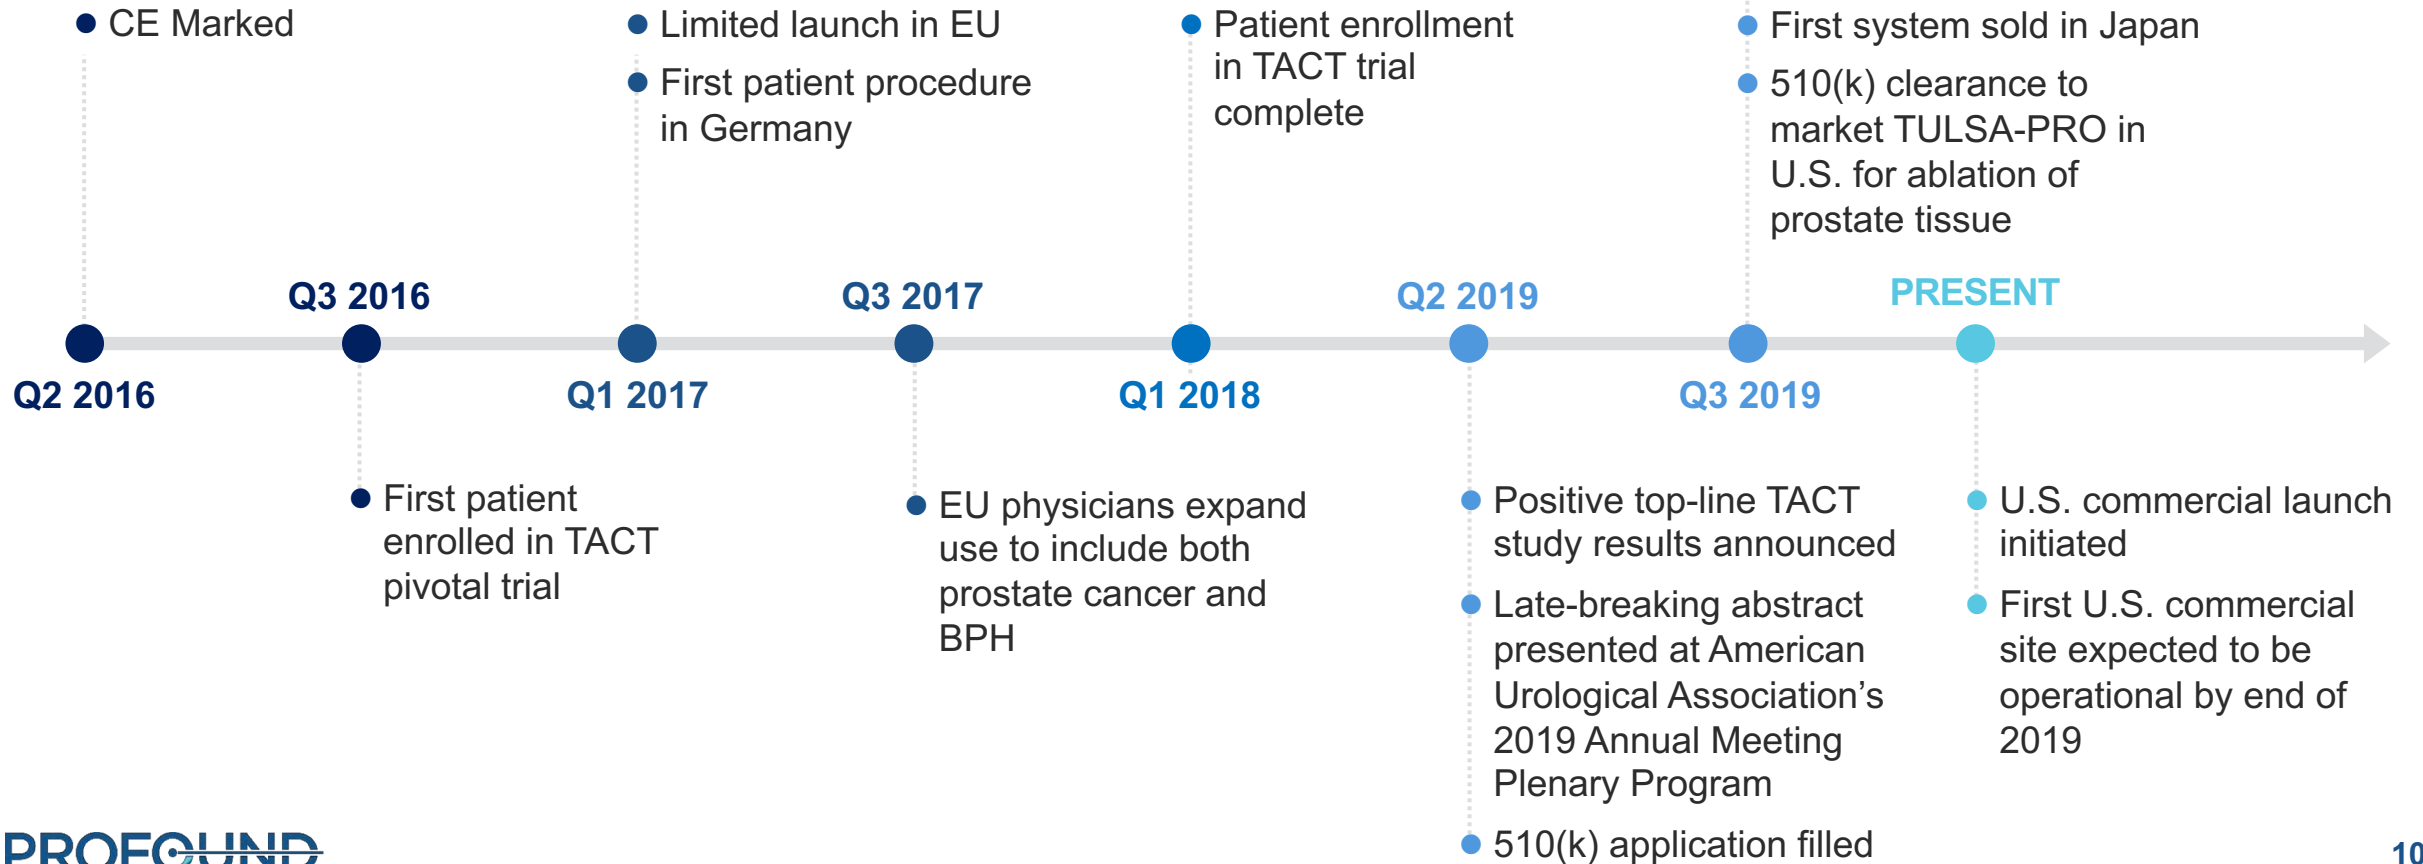 CE Marked
Limited launch in EU
First patient procedure
in Germany
Patient enrollment
in TACT trial
complete
First system sold in Japan
510(k) clearance to
market TULSA-PRO in
U.S. for ablation of
prostate tissue
Q3 2016
Q3 2017
Q2 2019
PRESENT
Q2 2016
Q1 2017
Q1 2018
Q3 2019
First patient
enrolled in TACT
pivotal trial
EU physicians expand
use to include both
prostate cancer and
BPH
Positive top-line TACT
study results announced
Late-breaking abstract
presented at American
Urological Association’s
2019 Annual Meeting
Plenary Program
510(k) application filled
U.S. commercial launch
initiated
First U.S. commercial
site expected to be
operational by end of
2019
PROFOUND
10